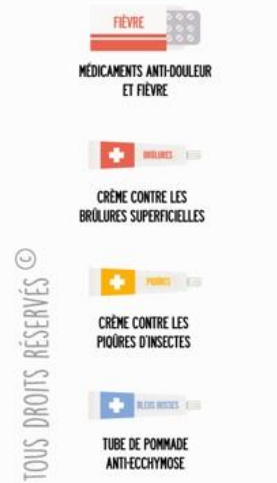 FIÈVRE
MÉDICAMENTS ANTI-DOULEUR
ET FIÈVRE
BRÛLURES
CRÈME CONTRE LES
BRÛLURES SUPERFICIELLES
PIQÛRES
CRÈME CONTRE LES
PIQÛRES D'INSECTES
BLEUS BOSSES
TUBE DE POMMADE
ANTI-ECCHYMOSE
TOUS DROITS RÉSERVÉS ©